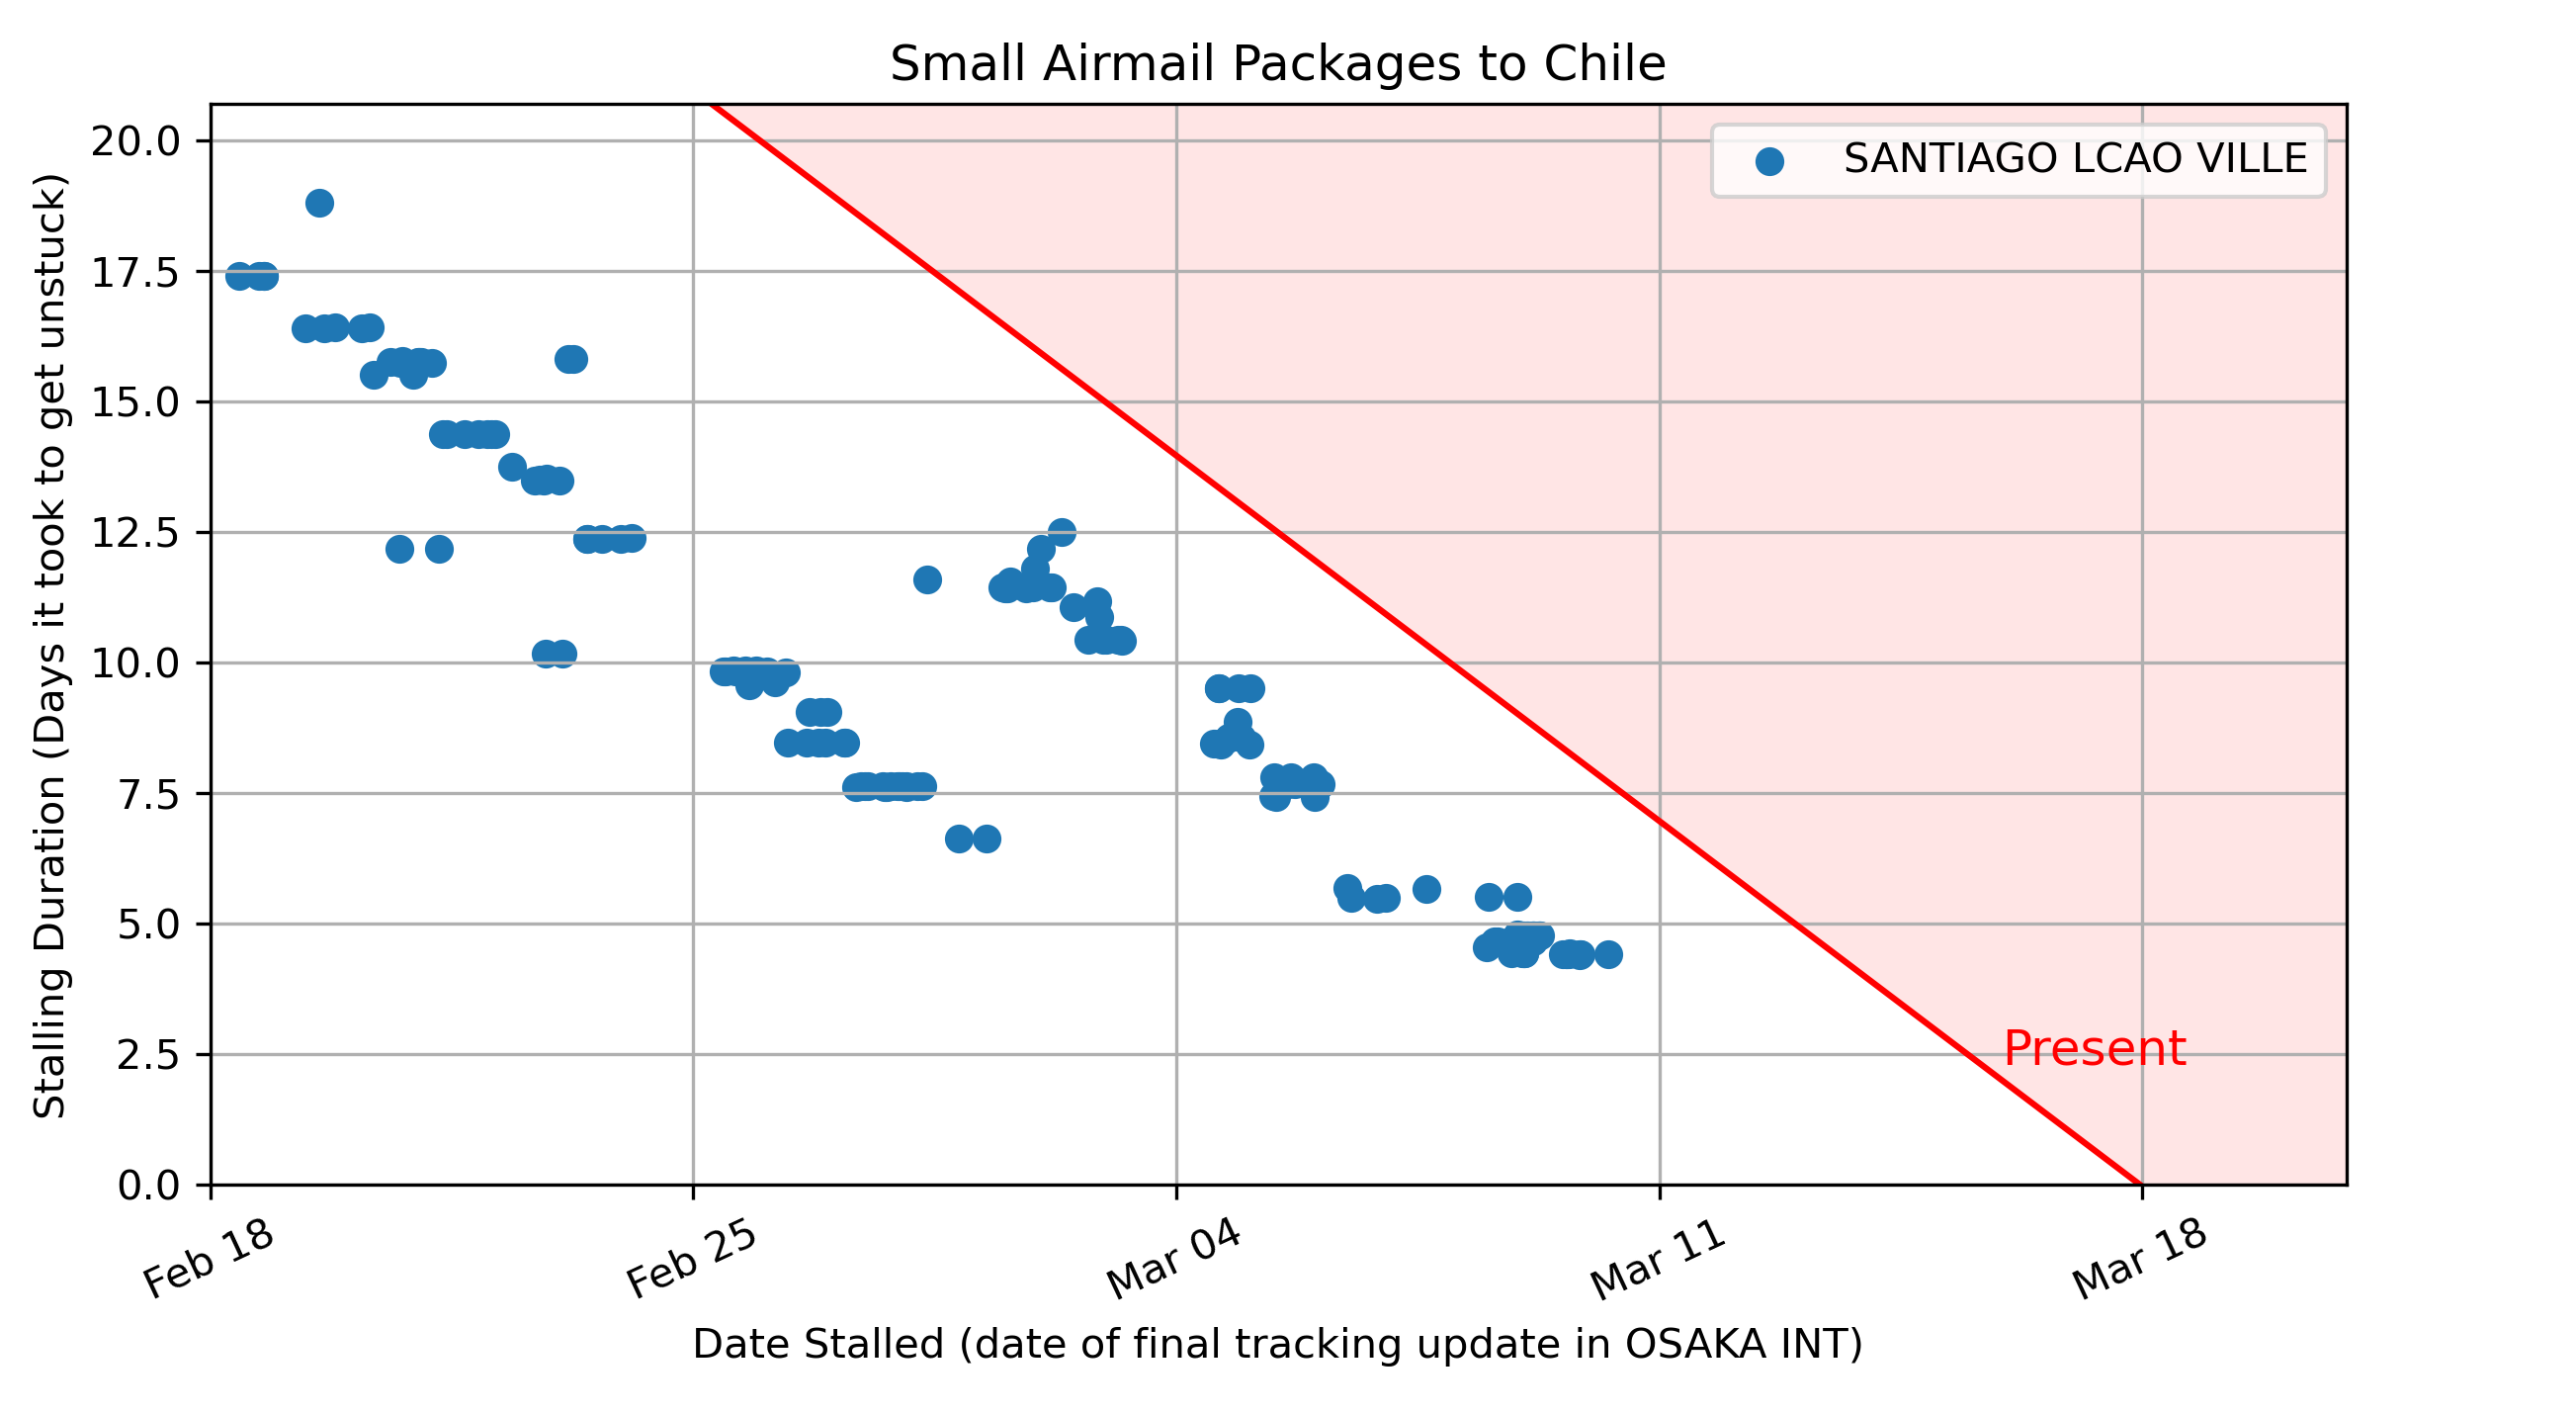 Small Airmail Packages to Chile
SANTIAGO LCAO VILLE
Stalling Duration (Days it took to get unstuck)
20.0
17.5
15.0
12.5
10.0
7.5
5.0
2.5
0.0
Present
Feb 18
Feb 25
Mar 04
Mar 11
Mar 18
Date Stalled (date of final tracking update in OSAKA INT)